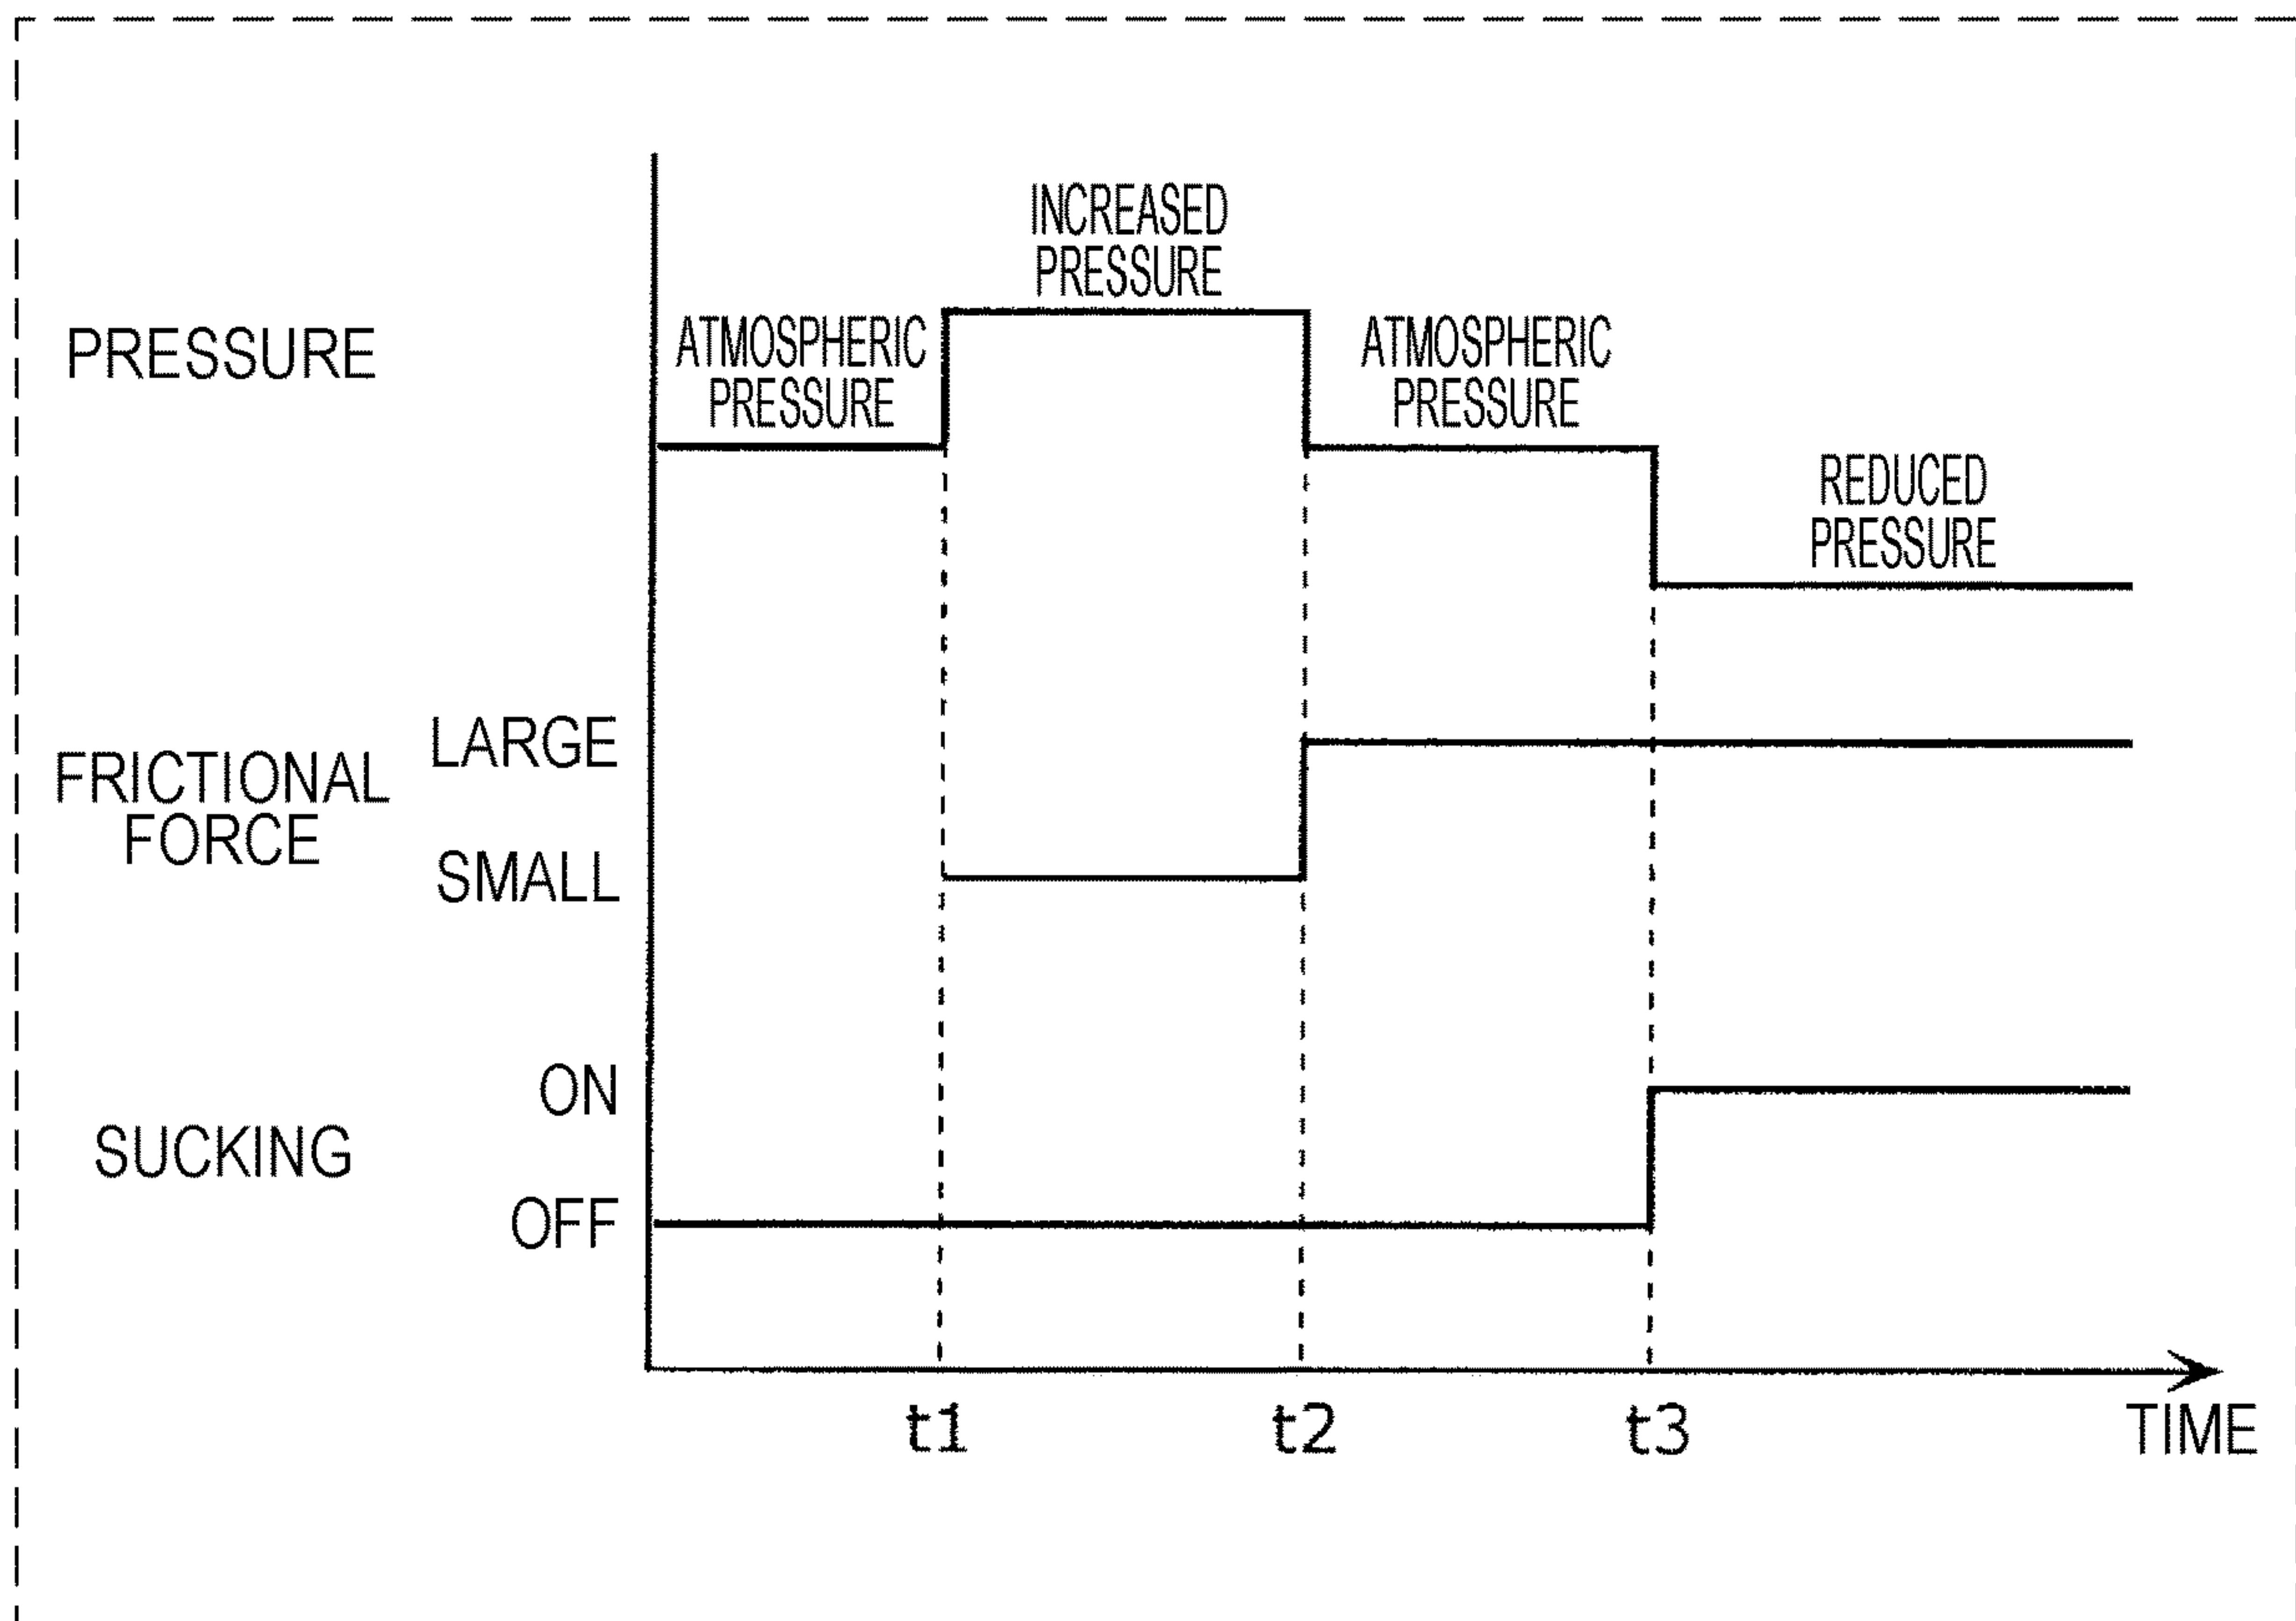 INCREASED
PRESSURE
PRESSURE
ATMOSPHERIC
PRESSURE
ATMOSPHERIC
PRESSURE
REDUCED
PRESSURE
FRICTIONAL
FORCE
LARGE
SMALL
SUCKING
ON
OFF
t1
t2
t3
TIME